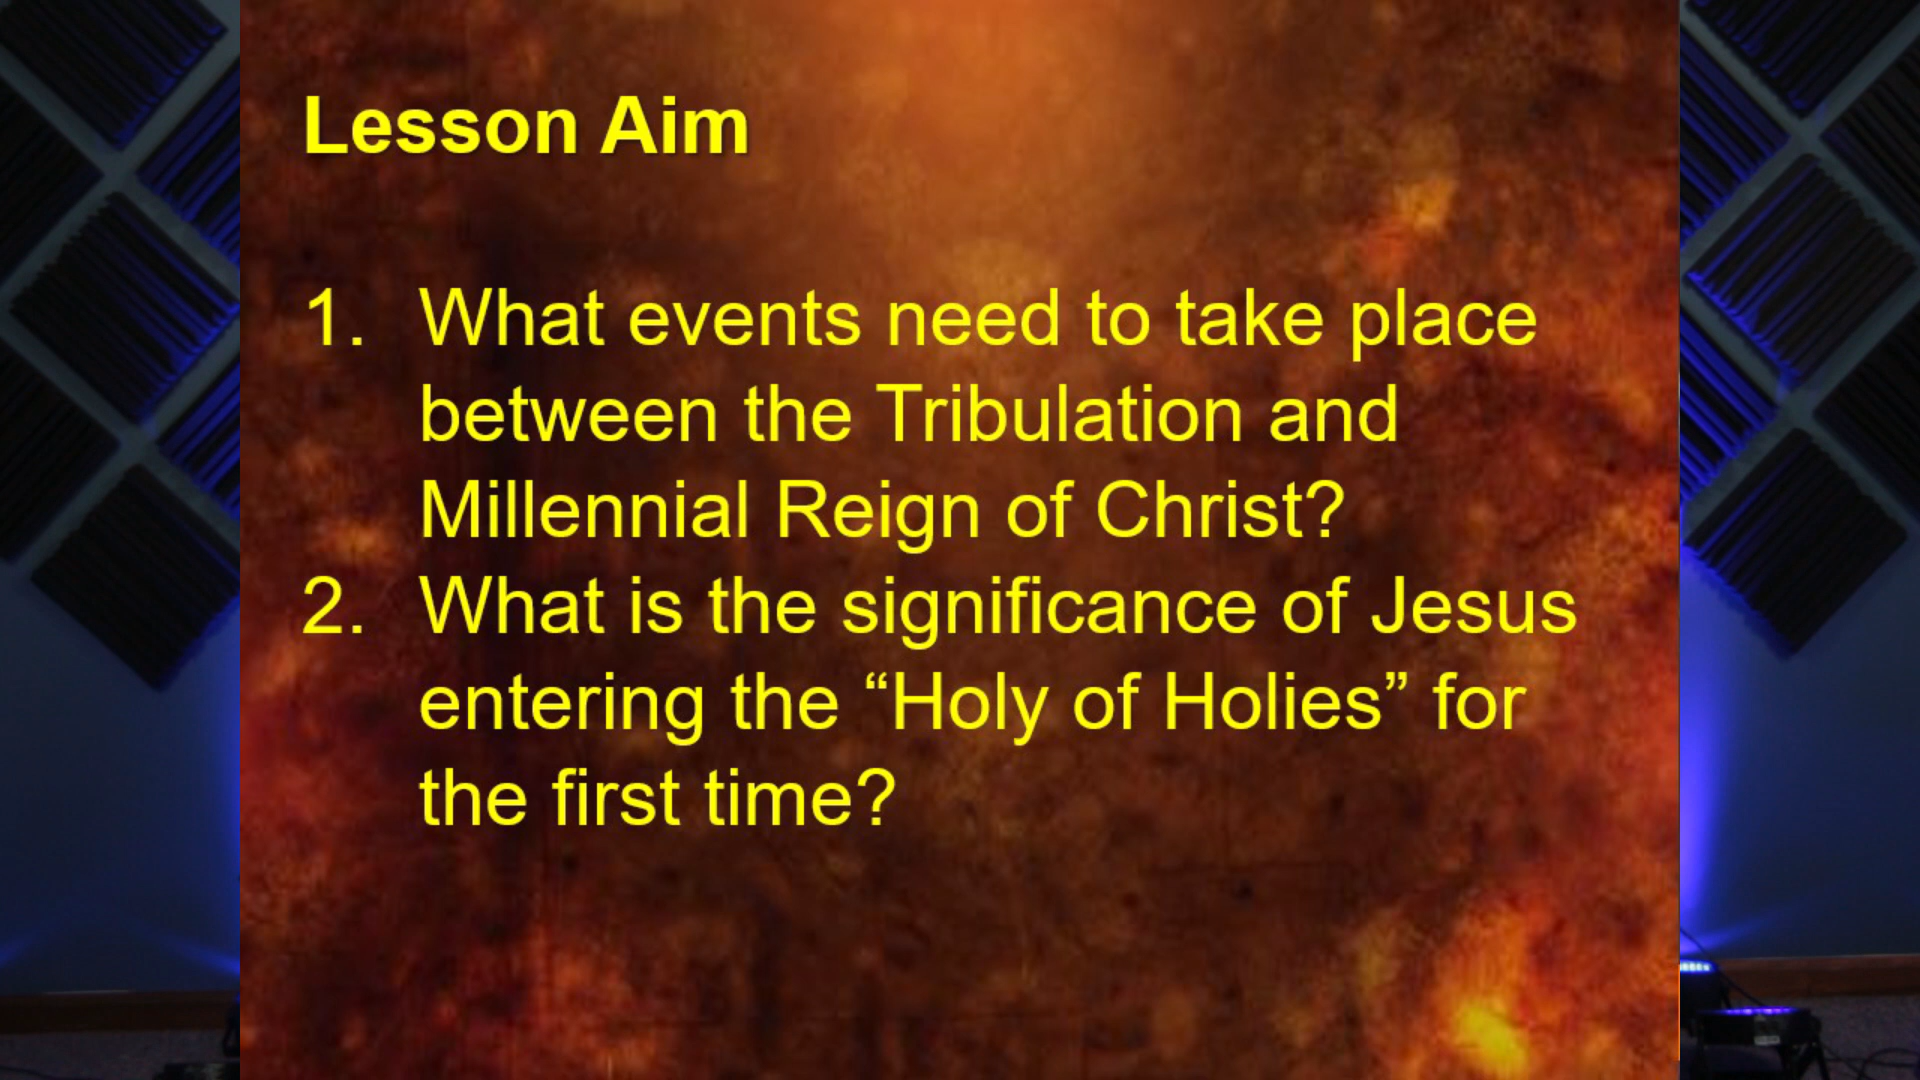 Lesson Aim
1. What events need to take place
between the Tribulation and
Millennial Reign of Christ?
2. What is the significance of Jesus
entering the “Holy of Holies” for
the first time?